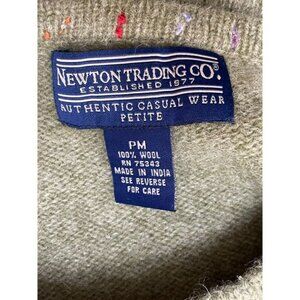 NEWTON TRADING CO.®
ESTABLISHED 1977
AUTHENTIC CASUAL WEAR
PETITE
PM
100% WOOL
RN 75343
MADE IN INDIA
SEE REVERSE
FOR CARE